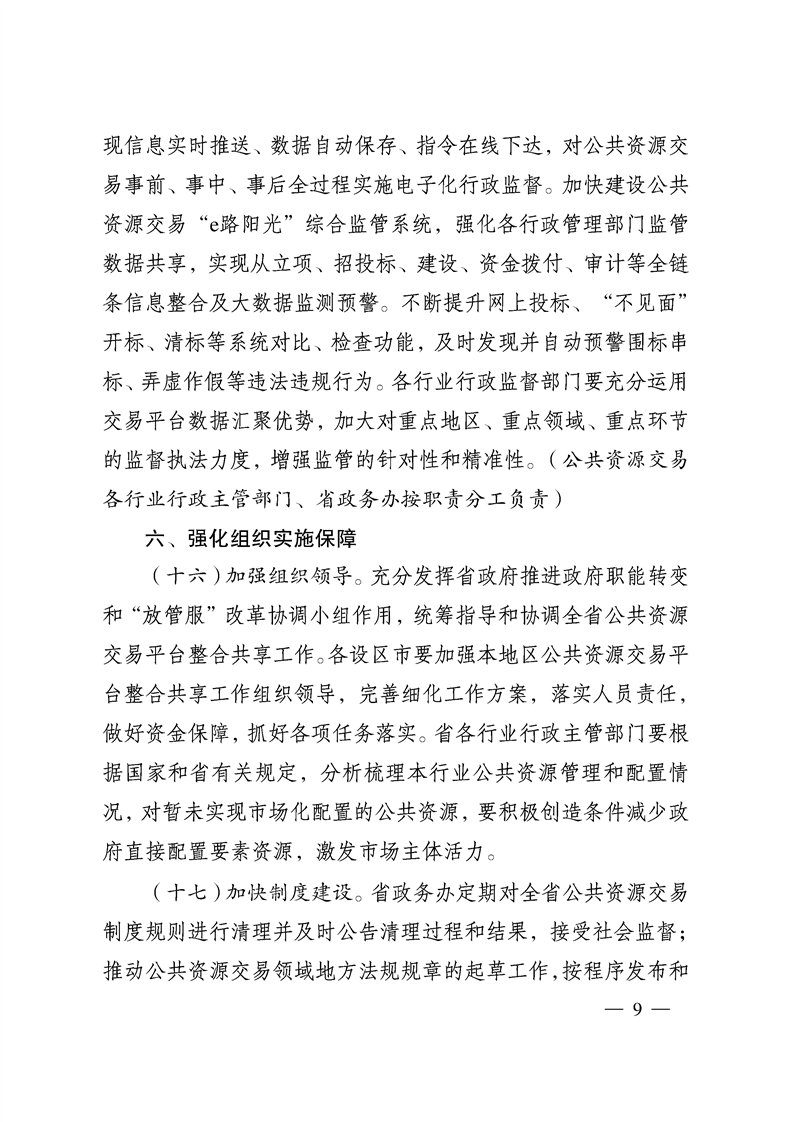 现信息实时推送、数据自动保存、指令在线下达，对公共资源交
易事前、事中、事后全过程实施电子化行政监督。加快建设公共
资源交易“e路阳光”综合监管系统，强化各行政管理部门监管
数据共享，实现从立项、招投标、建设、资金拨付、审计等全链
条信息整合及大数据监测预警。不断提升网上投标、“不见面”
开标、清标等系统对比、检查功能，及时发现并自动预警围标串
标、弄虚作假等违法违规行为。各行业行政监督部门要充分运用
交易平台数据汇聚优势，加大对重点地区、重点领域、重点环节
的监督执法力度，增强监管的针对性和精准性。（公共资源交易
各行业行政主管部门、省政务办按职责分工负责）
六、强化组织实施保障
（十六）加强组织领导。充分发挥省政府推进政府职能转变
和“放管服”改革协调小组作用，统筹指导和协调全省公共资源
交易平台整合共享工作。各设区市要加强本地区公共资源交易平
台整合共享工作组织领导，完善细化工作方案，落实人员责任，
做好资金保障，抓好各项任务落实。省各行业行政主管部门要根
据国家和省有关规定，分析梳理本行业公共资源管理和配置情
况，对暂未实现市场化配置的公共资源，要积极创造条件减少政
府直接配置要素资源，激发市场主体活力。
（十七）加快制度建设。省政务办定期对全省公共资源交易
制度规则进行清理并及时公告清理过程和结果，接受社会监督；
推动公共资源交易领域地方法规规章的起草工作，按程序发布和
— 9 —